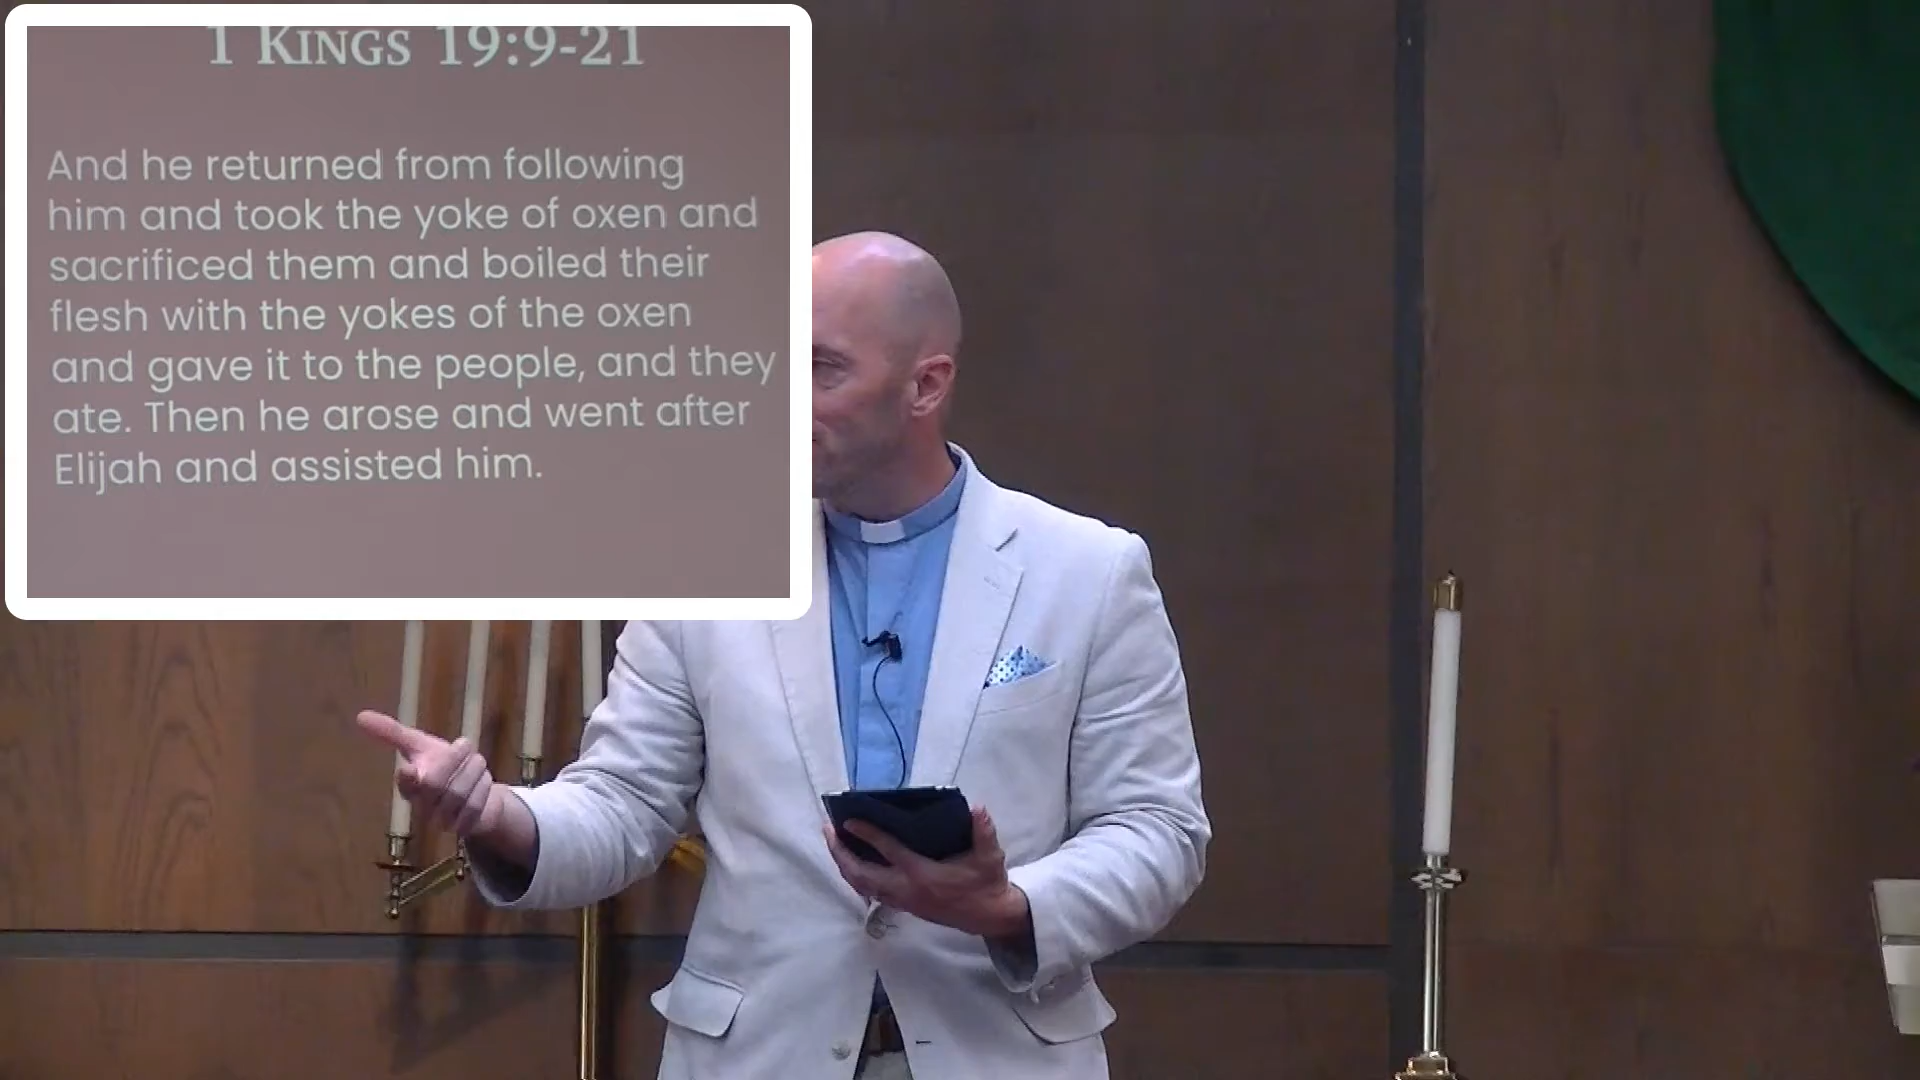 1 KINGS 19:9-21
And he returned from following
him and took the yoke of oxen and
sacrificed them and boiled their
flesh with the yokes of the oxen
and gave it to the people, and they
ate. Then he arose and went after
Elijah and assisted him.